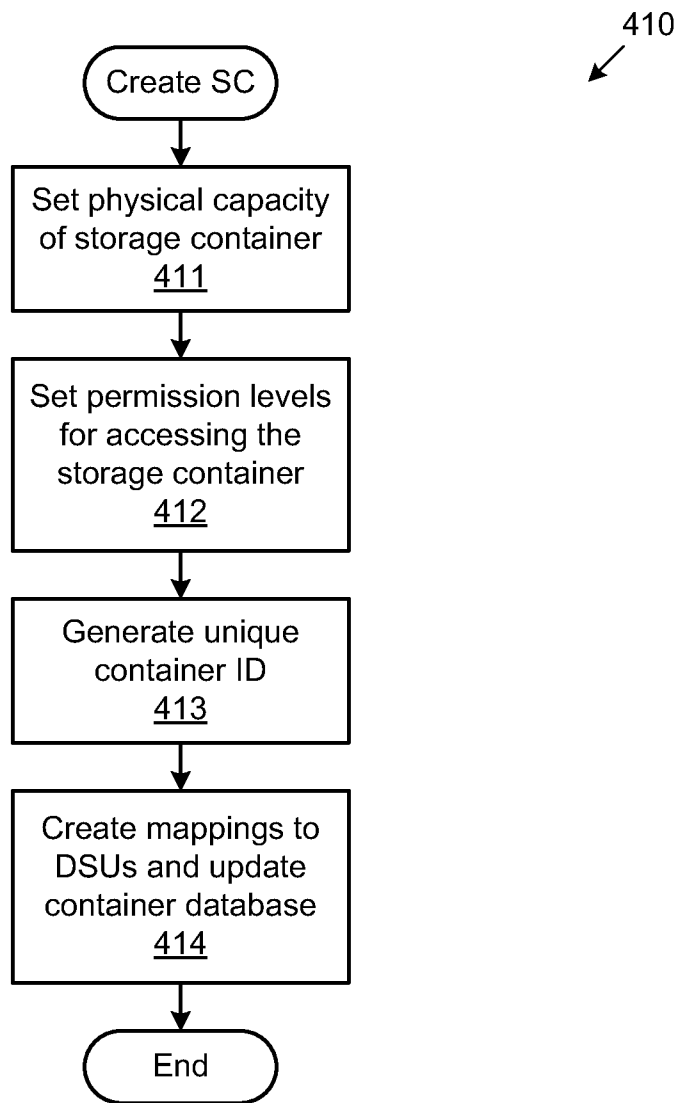 410
Create SC
Set physical capacity
of storage container
411
Set permission levels
for accessing the
storage container
412
Generate unique
container ID
413
Create mappings to
DSUs and update
container database
414
End